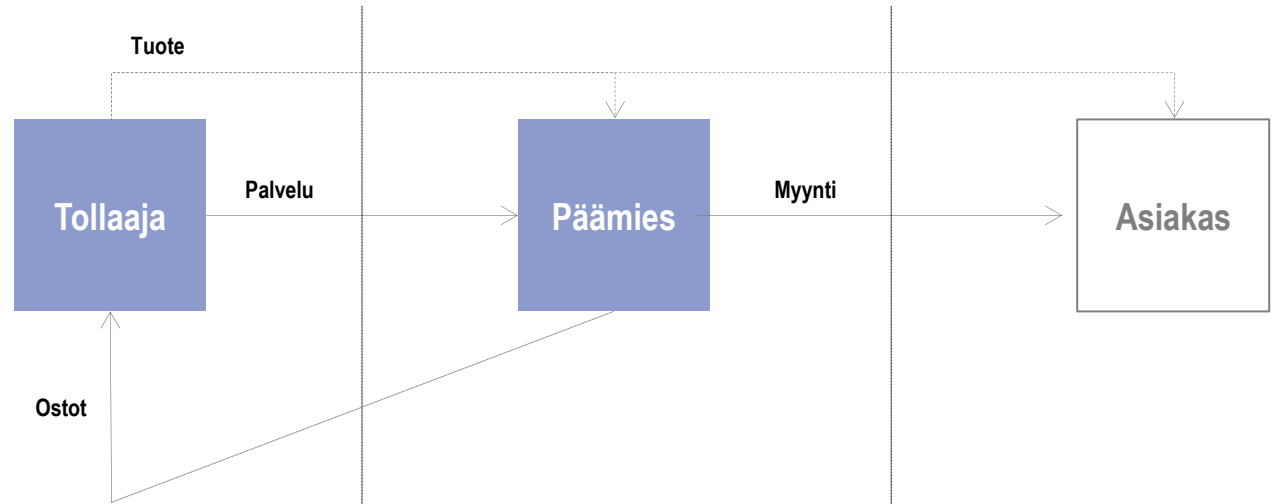 Tuote
Tollaaja
Palvelu
Päämies
Myynti
Asiakas
Ostot